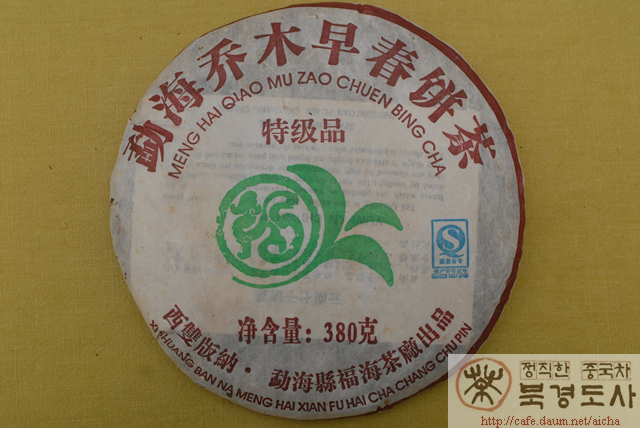 勐海乔木早春餅茶
MENG HAI QIAO MU ZAO CHUEN BING CHA
特级品
净含量：380克
西雙版納·勐海縣福海茶廠出品
XI SHUANG BAN NA MENG HAI XIAN FU HAI CHA CHANG CHU PIN
정직한 중국차
북경도사
http://cafe.daum.net/aicha